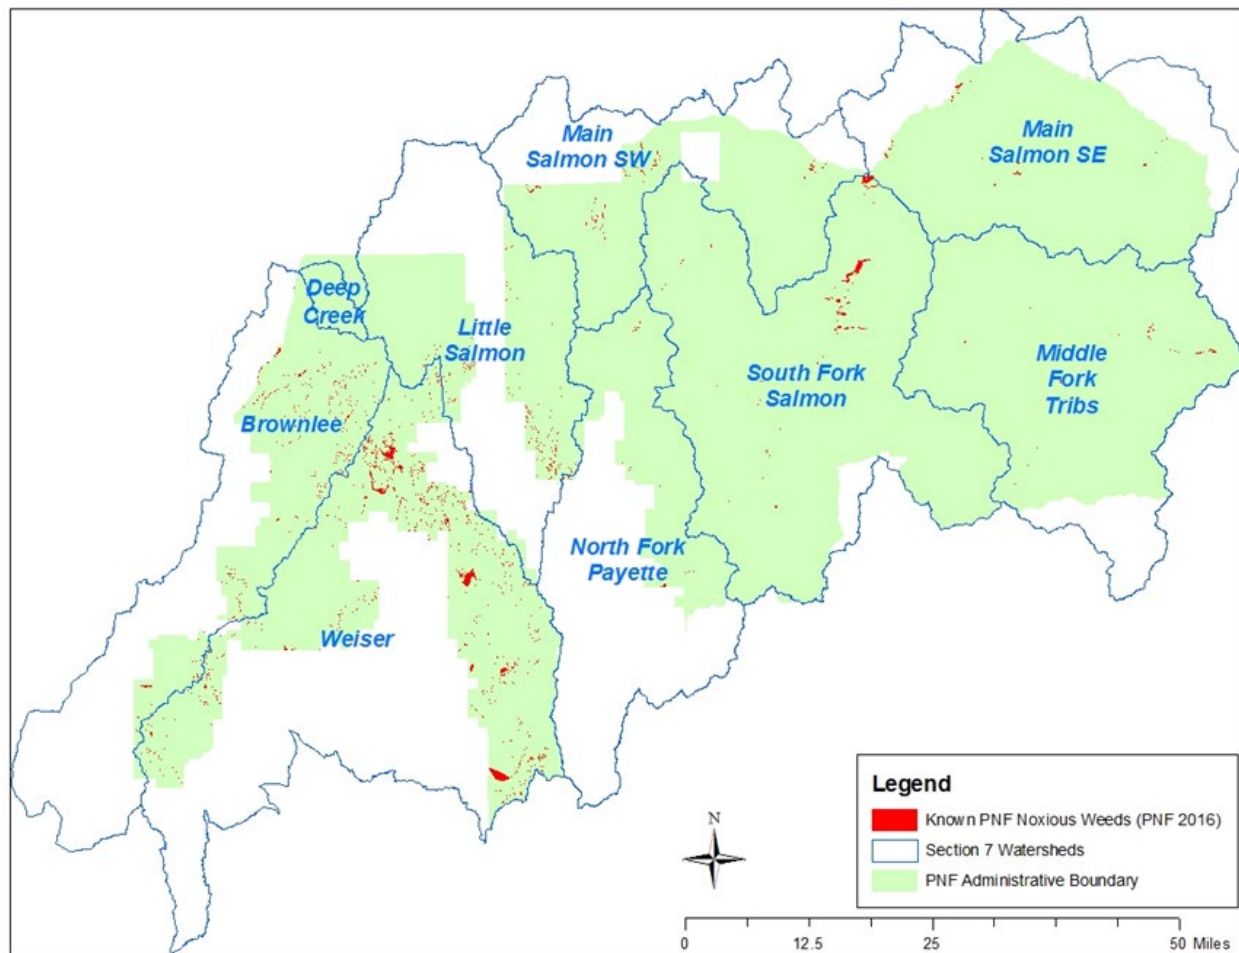 Main
Salmon SW
Main
Salmon SE
Deep
Creek
Little
Salmon
Brownlee
South Fork
Salmon
Middle
Fork
Tribs
North Fork
Payette
Weiser
Legend
Known PNF Noxious Weeds (PNF 2016)
Section 7 Watersheds
PNF Administrative Boundary
N
0 12.5 25 50 Miles